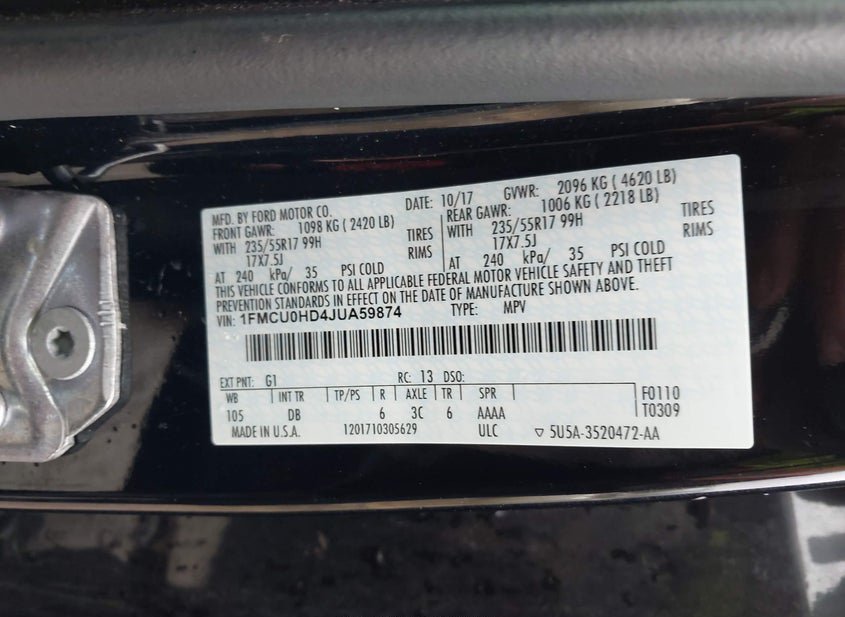 MFD. BY FORD MOTOR CO. DATE: 10/17 GVWR: 2096 KG ( 4620 LB)
FRONT GAWR: 1098 KG ( 2420 LB) REAR GAWR: 1006 KG ( 2218 LB)
WITH 235/55R17 99H TIRES WITH 235/55R17 99H TIRES
17X7.5J RIMS 17X7.5J RIMS
AT 240 kPa/ 35 PSI COLD AT 240 kPa/ 35 PSI COLD
THIS VEHICLE CONFORMS TO ALL APPLICABLE FEDERAL MOTOR VEHICLE SAFETY AND THEFT
PREVENTION STANDARDS IN EFFECT ON THE DATE OF MANUFACTURE SHOWN ABOVE.
VIN: 1FMCU0HD4JUA59874 TYPE: MPV
EXT PNT: G1 RC: 13 DSO:
WB INT TR TP/PS R AXLE TR SPR F0110
105 DB 6 3C 6 AAAA T0309
MADE IN U.S.A. 1201710305629 ULC ▽ 5U5A-3520472-AA